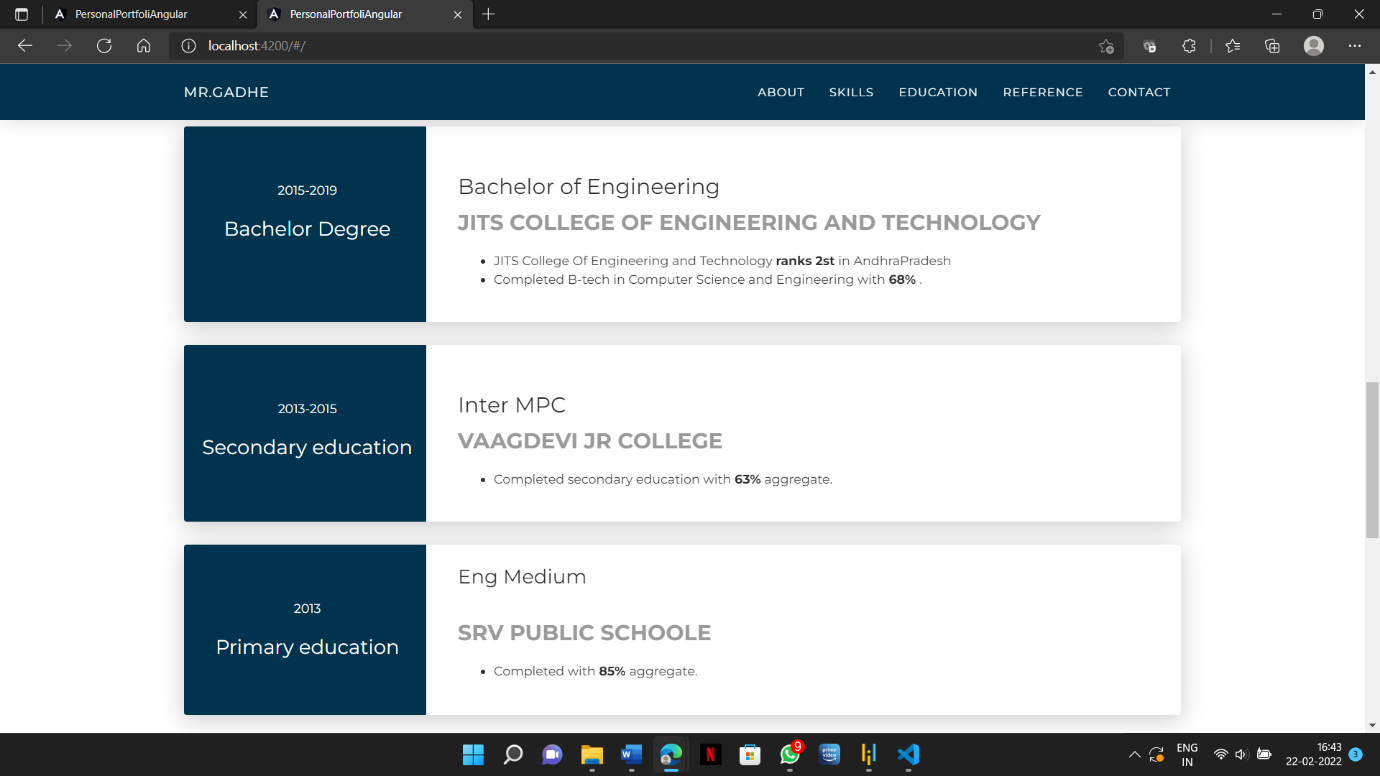 PersonalPortfoliAngular
PersonalPortfoliAngular
localhost:4200/#/
MR.GADHE
ABOUT SKILLS EDUCATION REFERENCE CONTACT
2015-2019
Bachelor Degree
Bachelor of Engineering
JITS COLLEGE OF ENGINEERING AND TECHNOLOGY
• JITS College Of Engineering and Technology ranks 2st in AndhraPradesh
• Completed B-tech in Computer Science and Engineering with 68% .
2013-2015
Secondary education
Inter MPC
VAAGDEVI JR COLLEGE
• Completed secondary education with 63% aggregate.
2013
Primary education
Eng Medium
SRV PUBLIC SCHOOLE
• Completed with 85% aggregate.
9
prime video
ENG
IN
16:43
22-02-2022
3